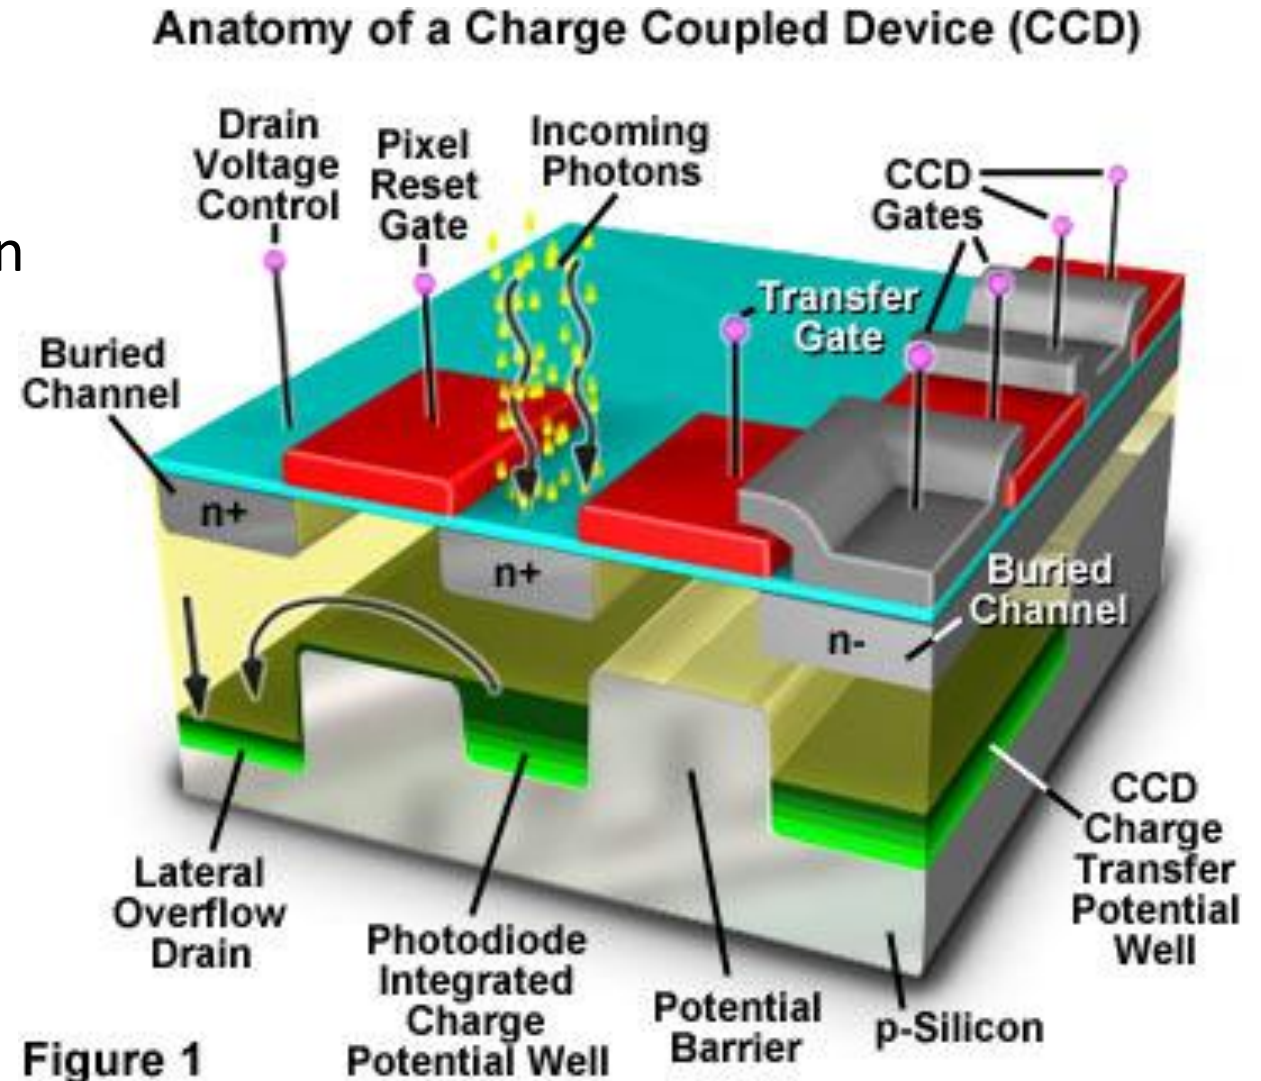 Anatomy of a Charge Coupled Device (CCD)
Drain
Voltage
Control
Pixel
Reset
Gate
Incoming
Photons
CCD
Gates
n
Transfer
Gate
Buried
Channel
n+
n+
Buried
Channel
n-
Lateral
Overflow
Drain
Photodiode
Integrated
Charge
Potential Well
Potential
Barrier
p-Silicon
CCD
Charge
Transfer
Potential
Well
Figure 1